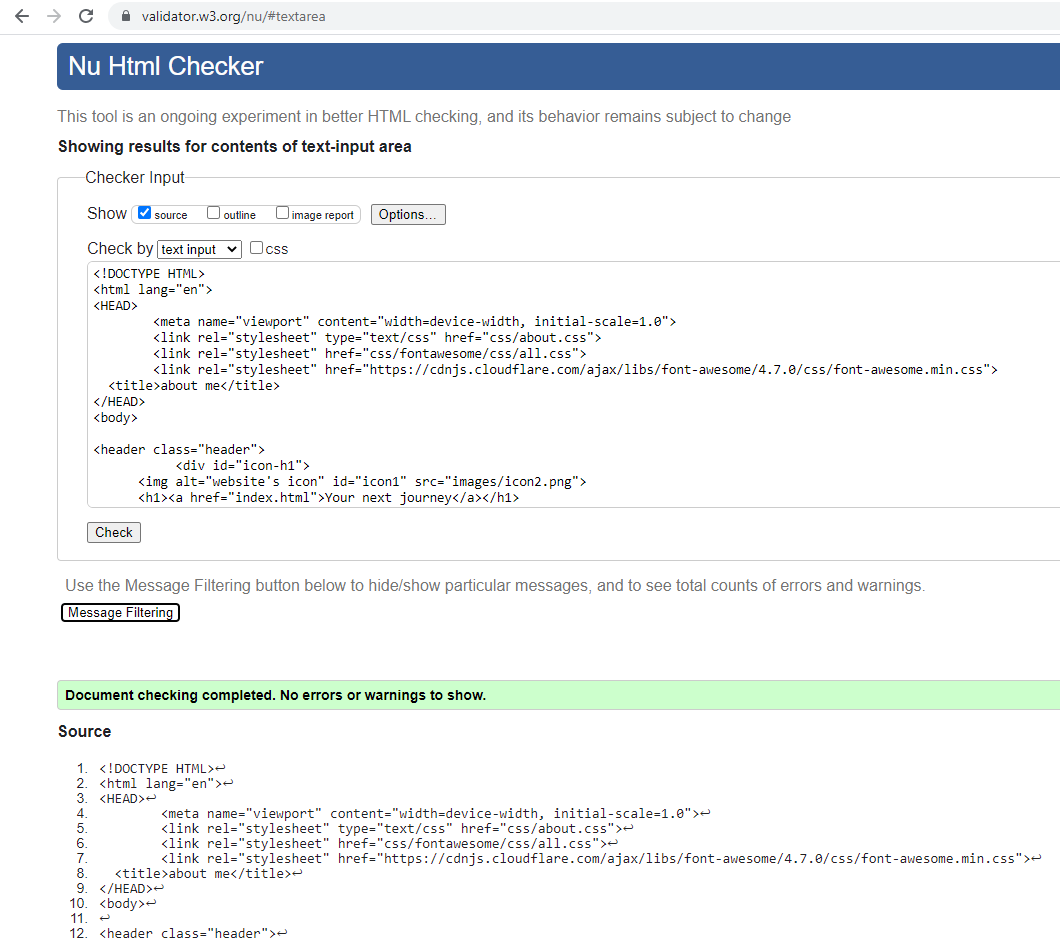 validator.w3.org/nu/#textarea
Nu Html Checker
This tool is an ongoing experiment in better HTML checking, and its behavior remains subject to change
Showing results for contents of text-input area
Checker Input
Show source outline image report Options...
Check by text input css
<!DOCTYPE HTML>
<html lang="en">
<HEAD>
<meta name="viewport" content="width=device-width, initial-scale=1.0">
<link rel="stylesheet" type="text/css" href="css/about.css">
<link rel="stylesheet" href="css/fontawesome/css/all.css">
<link rel="stylesheet" href="https://cdnjs.cloudflare.com/ajax/libs/font-awesome/4.7.0/css/font-awesome.min.css">
<title>about me</title>
</HEAD>
<body>
<header class="header">
<div id="icon-h1">
<img alt="website's icon" id="icon1" src="images/icon2.png">
<h1><a href="index.html">Your next journey</a></h1>
Check
Use the Message Filtering button below to hide/show particular messages, and to see total counts of errors and warnings.
Message Filtering
Document checking completed. No errors or warnings to show.
Source
1. <!DOCTYPE HTML>↩
2. <html lang="en">↩
3. <HEAD>↩
4. <meta name="viewport" content="width=device-width, initial-scale=1.0">↩
5. <link rel="stylesheet" type="text/css" href="css/about.css">↩
6. <link rel="stylesheet" href="css/fontawesome/css/all.css">↩
7. <link rel="stylesheet" href="https://cdnjs.cloudflare.com/ajax/libs/font-awesome/4.7.0/css/font-awesome.min.css">↩
8. <title>about me</title>↩
9. </HEAD>↩
10. <body>↩
11. ↩
12. <header class="header">↩